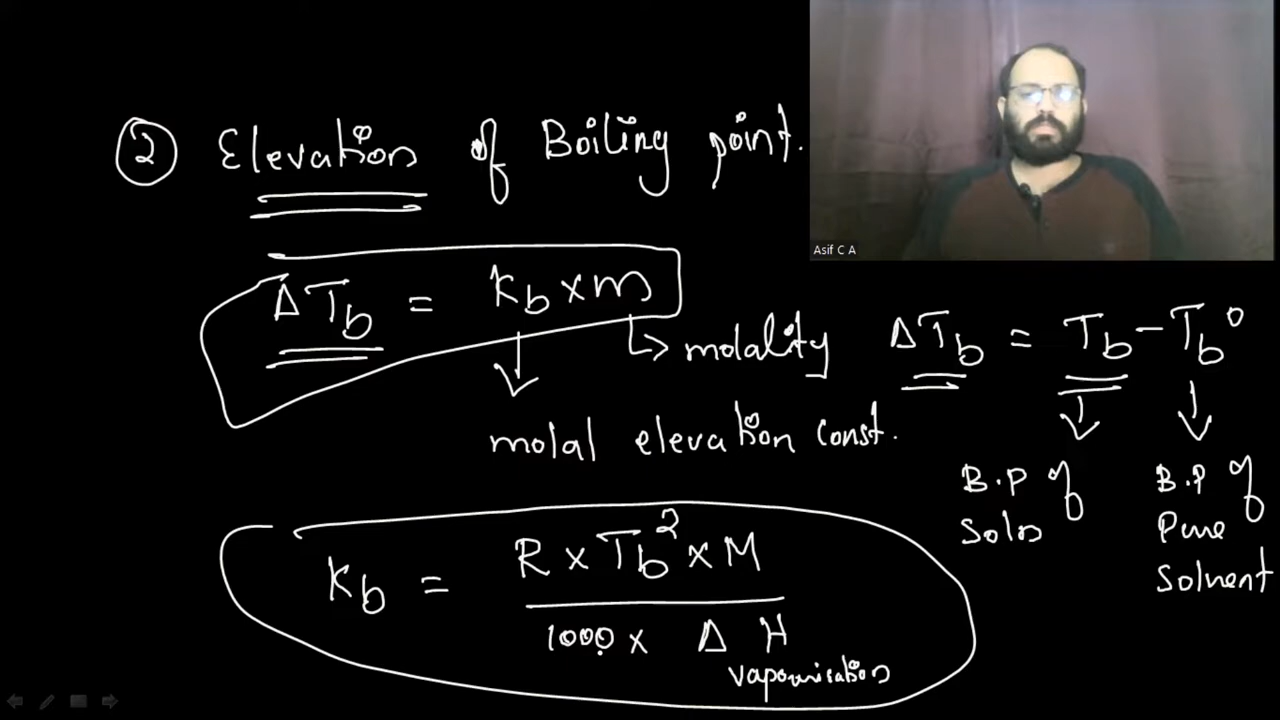 ② Elevation of Boiling point.
Asif C A
ΔTb = Kb × m
molality
molal elevation const.
ΔTb = Tb − Tb°
B.P of Soln
B.P of
Pure
Solvent
Kb = R × Tb² × M / 1000 × ΔH vapourisation